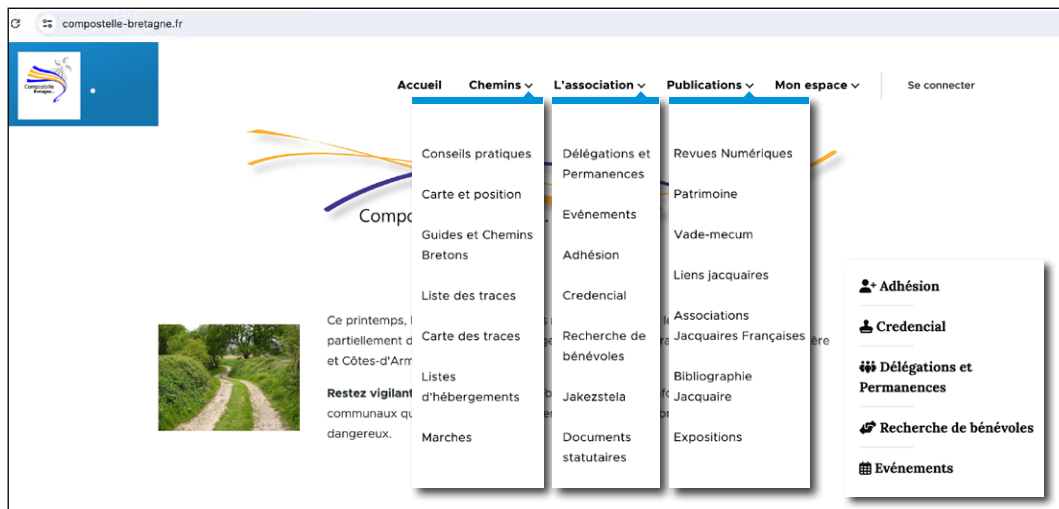 compostelle-bretagne.fr
Compostelle
Bretagne
Accueil Chemins L'association Publications Mon espace Se connecter
Conseils pratiques
Carte et position
Guides et Chemins
Bretons
Liste des traces
Carte des traces
Listes
d'hébergements
Marches
Délégations et
Permanences
Evénements
Adhésion
Credencial
Recherche de
bénévoles
Jakezstela
Documents
statutaires
Revues Numériques
Patrimoine
Vade-mecum
Liens jacquaires
Associations
Jacquaires Françaises
Bibliographie
Jacquaire
Expositions
Ce printemps,
partiellement
et Côtes-d'Arm
Restez vigilant
communaux
dangereux.
Adhésion
Credencial
Délégations et
Permanences
Recherche de bénévoles
Evénements